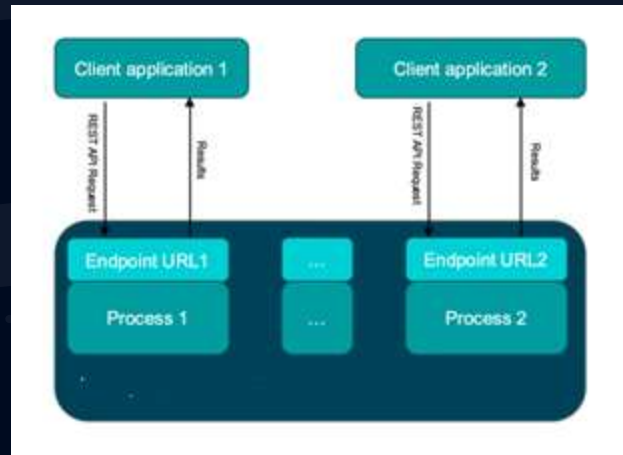 Client application 1
Client application 2
REST API Request
Results
REST API Request
Results
Endpoint URL1
...
Endpoint URL2
Process 1
...
Process 2